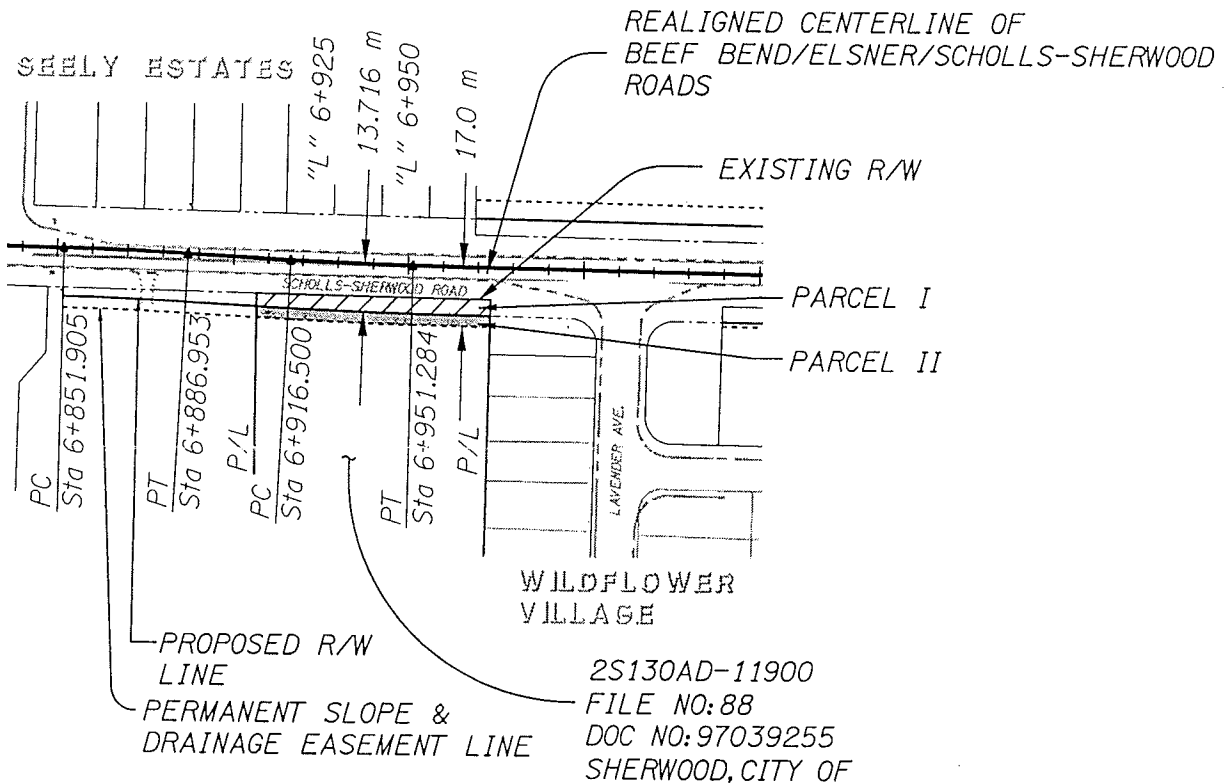 REALIGNED CENTERLINE OF
BEEF BEND/ELSNER/SCHOLLS-SHERWOOD
ROADS
SEELY ESTATES
"L" 6+925
13.716 m
"L" 6+950
17.0 m
EXISTING R/W
SCHOLLS-SHERWOOD ROAD
PARCEL I
PARCEL II
PC
Sta 6+851.905
PT
Sta 6+886.953
P/L
PC
Sta 6+916.500
PT
Sta 6+951.284
P/L
LAVENDER AVE.
WILDFLOWER
VILLAGE
PROPOSED R/W
LINE
PERMANENT SLOPE &
DRAINAGE EASEMENT LINE
2S130AD-11900
FILE NO:88
DOC NO:97039255
SHERWOOD,CITY OF